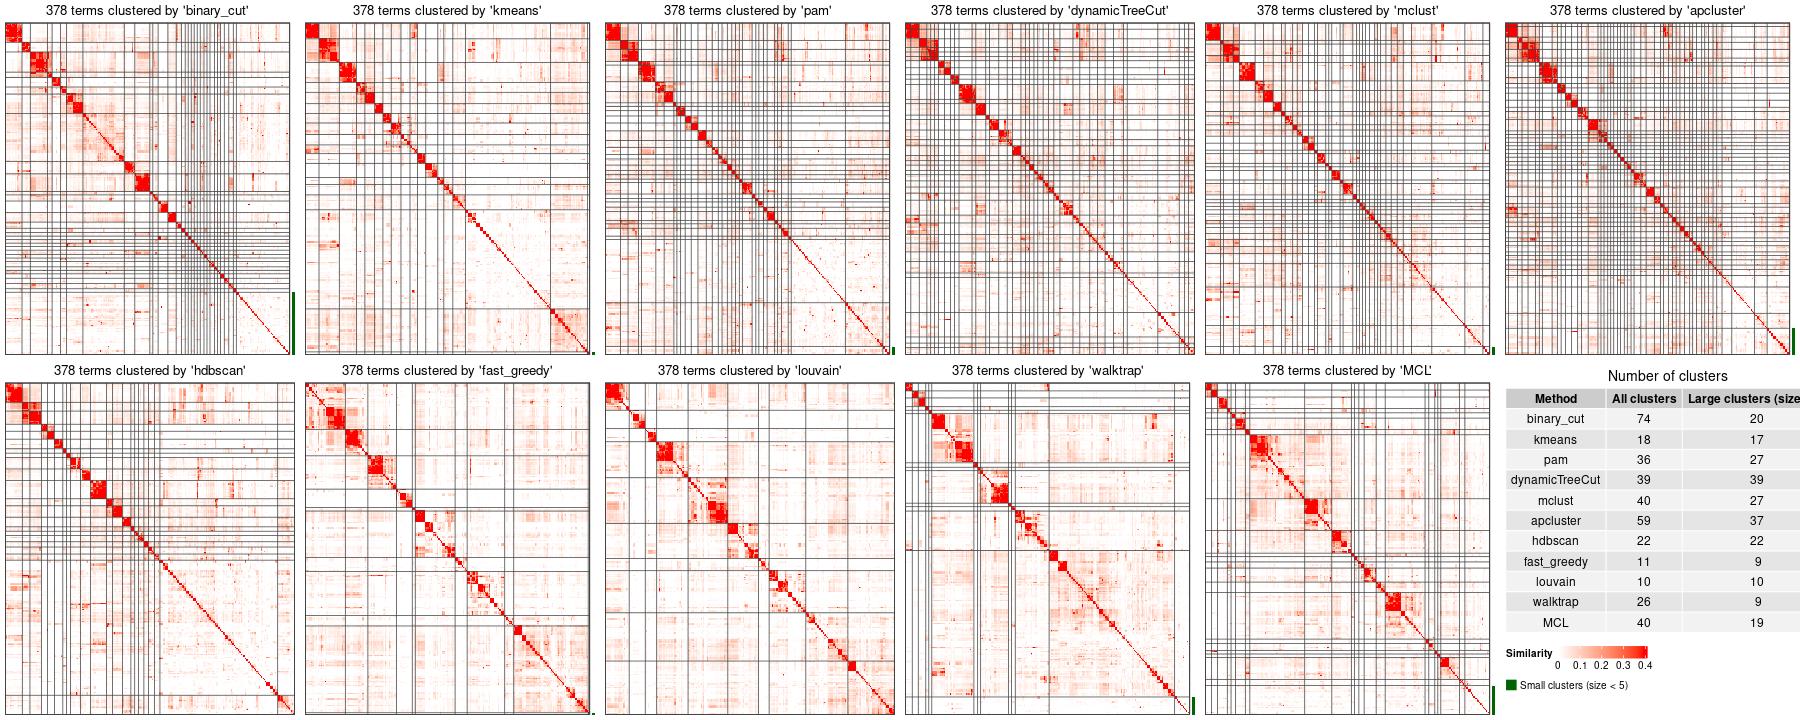 378 terms clustered by 'binary_cut'
378 terms clustered by 'kmeans'
378 terms clustered by 'pam'
378 terms clustered by 'dynamicTreeCut'
378 terms clustered by 'mclust'
378 terms clustered by 'apcluster'
378 terms clustered by 'hdbscan'
378 terms clustered by 'fast_greedy'
378 terms clustered by 'louvain'
378 terms clustered by 'walktrap'
378 terms clustered by 'MCL'
Number of clusters
Method All clusters Large clusters (size
binary_cut 74 20
kmeans 18 17
pam 36 27
dynamicTreeCut 39 39
mclust 40 27
apcluster 59 37
hdbscan 22 22
fast_greedy 11 9
louvain 10 10
walktrap 26 9
MCL 40 19
Similarity
0 0.1 0.2 0.3 0.4
Small clusters (size < 5)